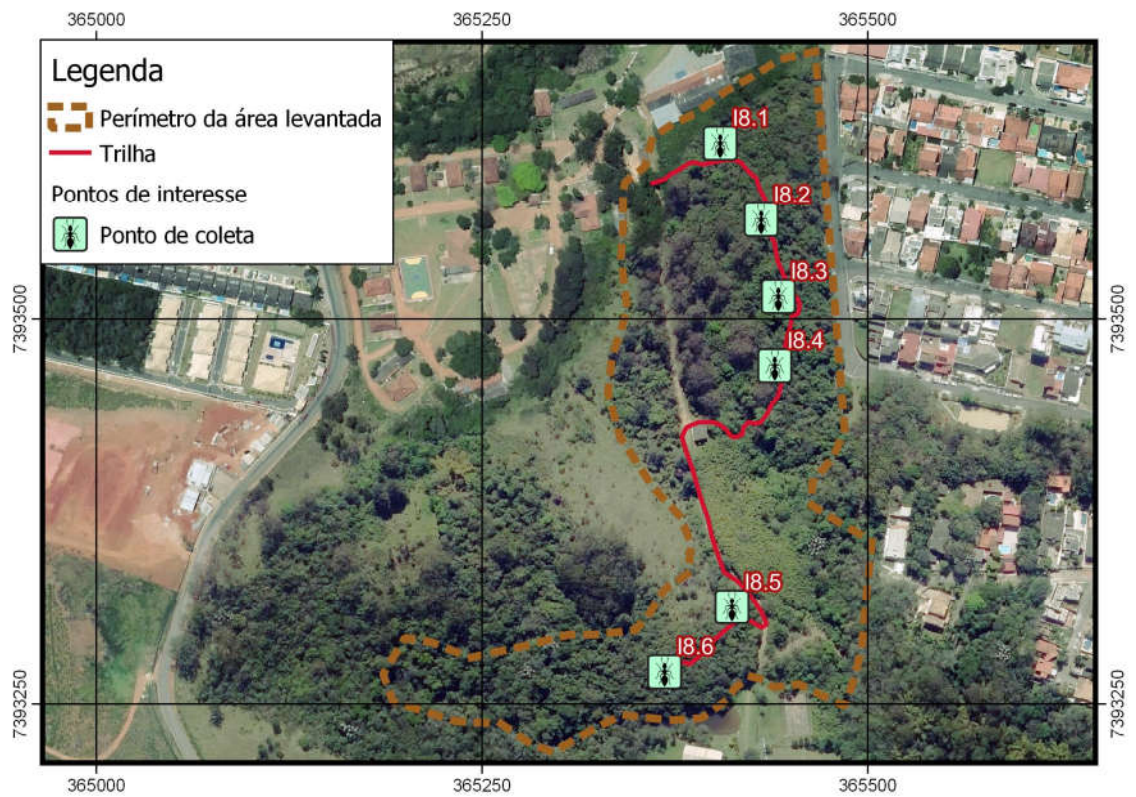 365000 365250 365500
Legenda
Perímetro da área levantada
Trilha
Pontos de interesse
Ponto de coleta
I8.1
I8.2
I8.3
7393500 7393500
I8.4
I8.5
I8.6
7393250 7393250
365000 365250 365500